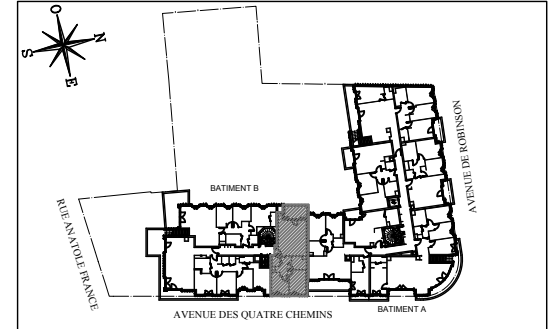 O
N
S
E
AVENUE DE ROBINSON
BATIMENT B
RUE ANATOLE FRANCE
AVENUE DES QUATRE CHEMINS
BATIMENT A